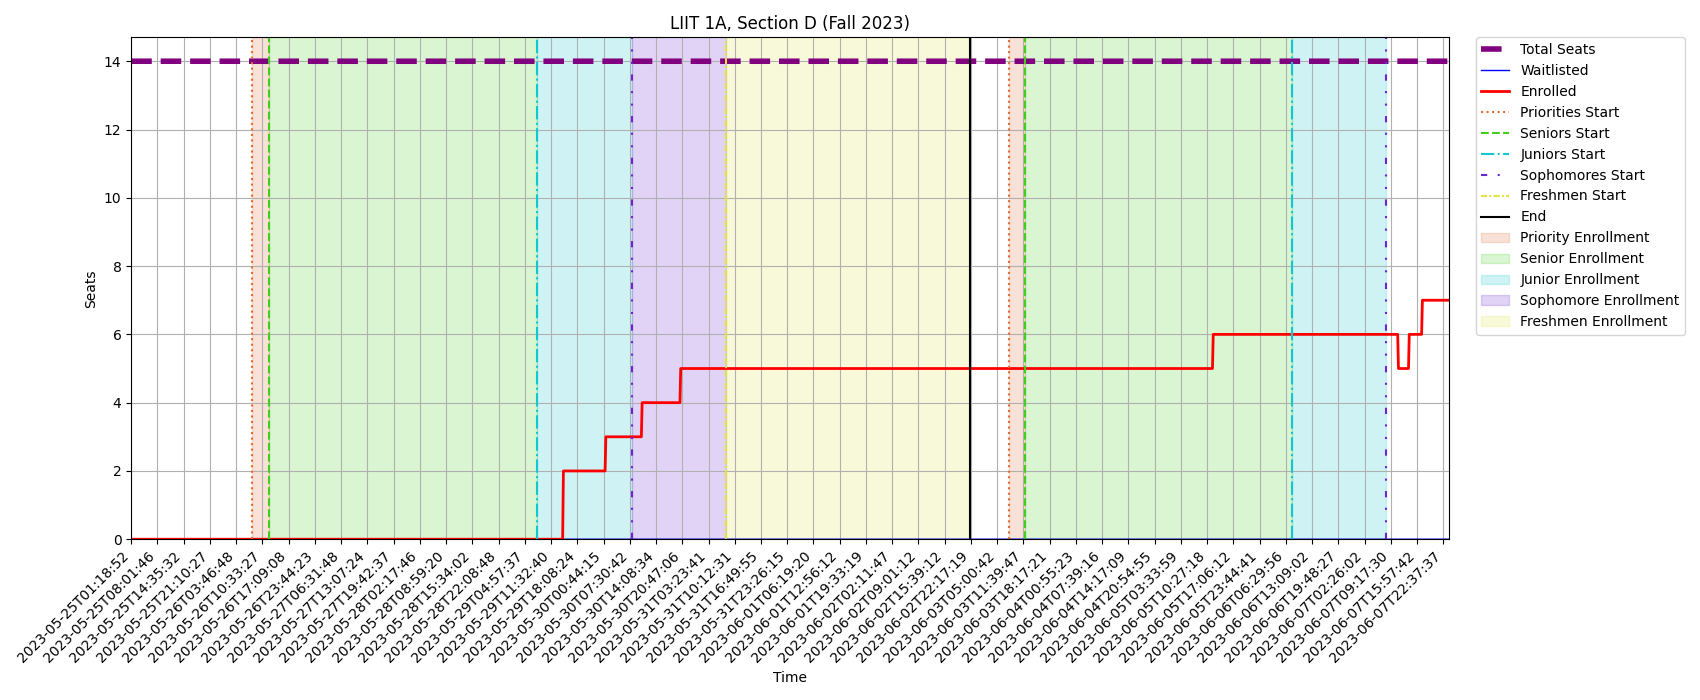 LIIT 1A, Section D (Fall 2023)
Total Seats
Waitlisted
Enrolled
Priorities Start
Seniors Start
Juniors Start
Sophomores Start
Freshmen Start
End
Priority Enrollment
Senior Enrollment
Junior Enrollment
Sophomore Enrollment
Freshmen Enrollment
Seats
14
12
10
8
6
4
2
0
2023-05-25T01:18:52
2023-05-25T08:01:46
2023-05-25T14:35:32
2023-05-25T21:10:27
2023-05-26T03:46:48
2023-05-26T10:33:27
2023-05-26T17:09:08
2023-05-26T23:44:23
2023-05-27T06:31:48
2023-05-27T13:07:24
2023-05-27T19:42:37
2023-05-28T02:17:46
2023-05-28T08:59:20
2023-05-28T15:34:02
2023-05-28T22:08:48
2023-05-29T04:57:37
2023-05-29T11:32:40
2023-05-29T18:08:24
2023-05-30T00:44:15
2023-05-30T07:30:42
2023-05-30T14:08:34
2023-05-30T20:47:06
2023-05-31T03:23:41
2023-05-31T10:12:31
2023-05-31T16:49:55
2023-05-31T23:26:15
2023-06-01T06:19:20
2023-06-01T12:56:12
2023-06-01T19:33:19
2023-06-02T02:11:47
2023-06-02T09:01:12
2023-06-02T15:39:12
2023-06-02T22:17:19
2023-06-03T05:00:42
2023-06-03T11:39:47
2023-06-03T18:17:21
2023-06-04T00:55:23
2023-06-04T07:39:16
2023-06-04T14:17:09
2023-06-04T20:54:55
2023-06-05T03:33:59
2023-06-05T10:27:18
2023-06-05T17:06:12
2023-06-05T23:44:41
2023-06-06T06:29:56
2023-06-06T13:09:02
2023-06-06T19:48:27
2023-06-07T02:26:02
2023-06-07T09:17:30
2023-06-07T15:57:42
2023-06-07T22:37:37
Time